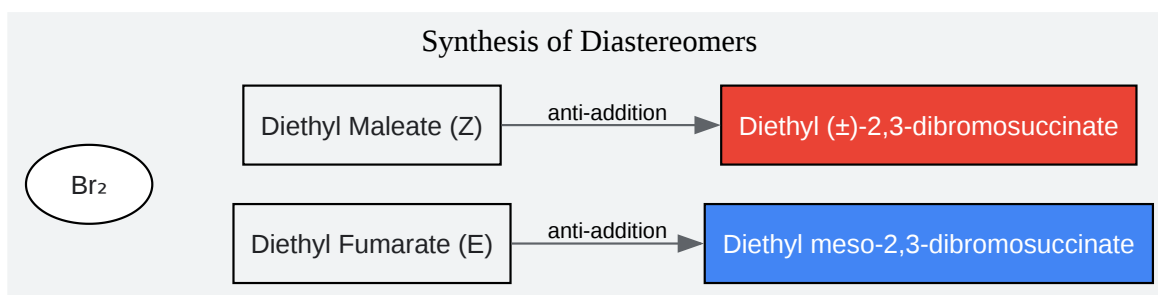 Synthesis of Diastereomers
Diethyl Maleate (Z)
anti-addition
Diethyl (±)-2,3-dibromosuccinate
Br₂
Diethyl Fumarate (E)
anti-addition
Diethyl meso-2,3-dibromosuccinate